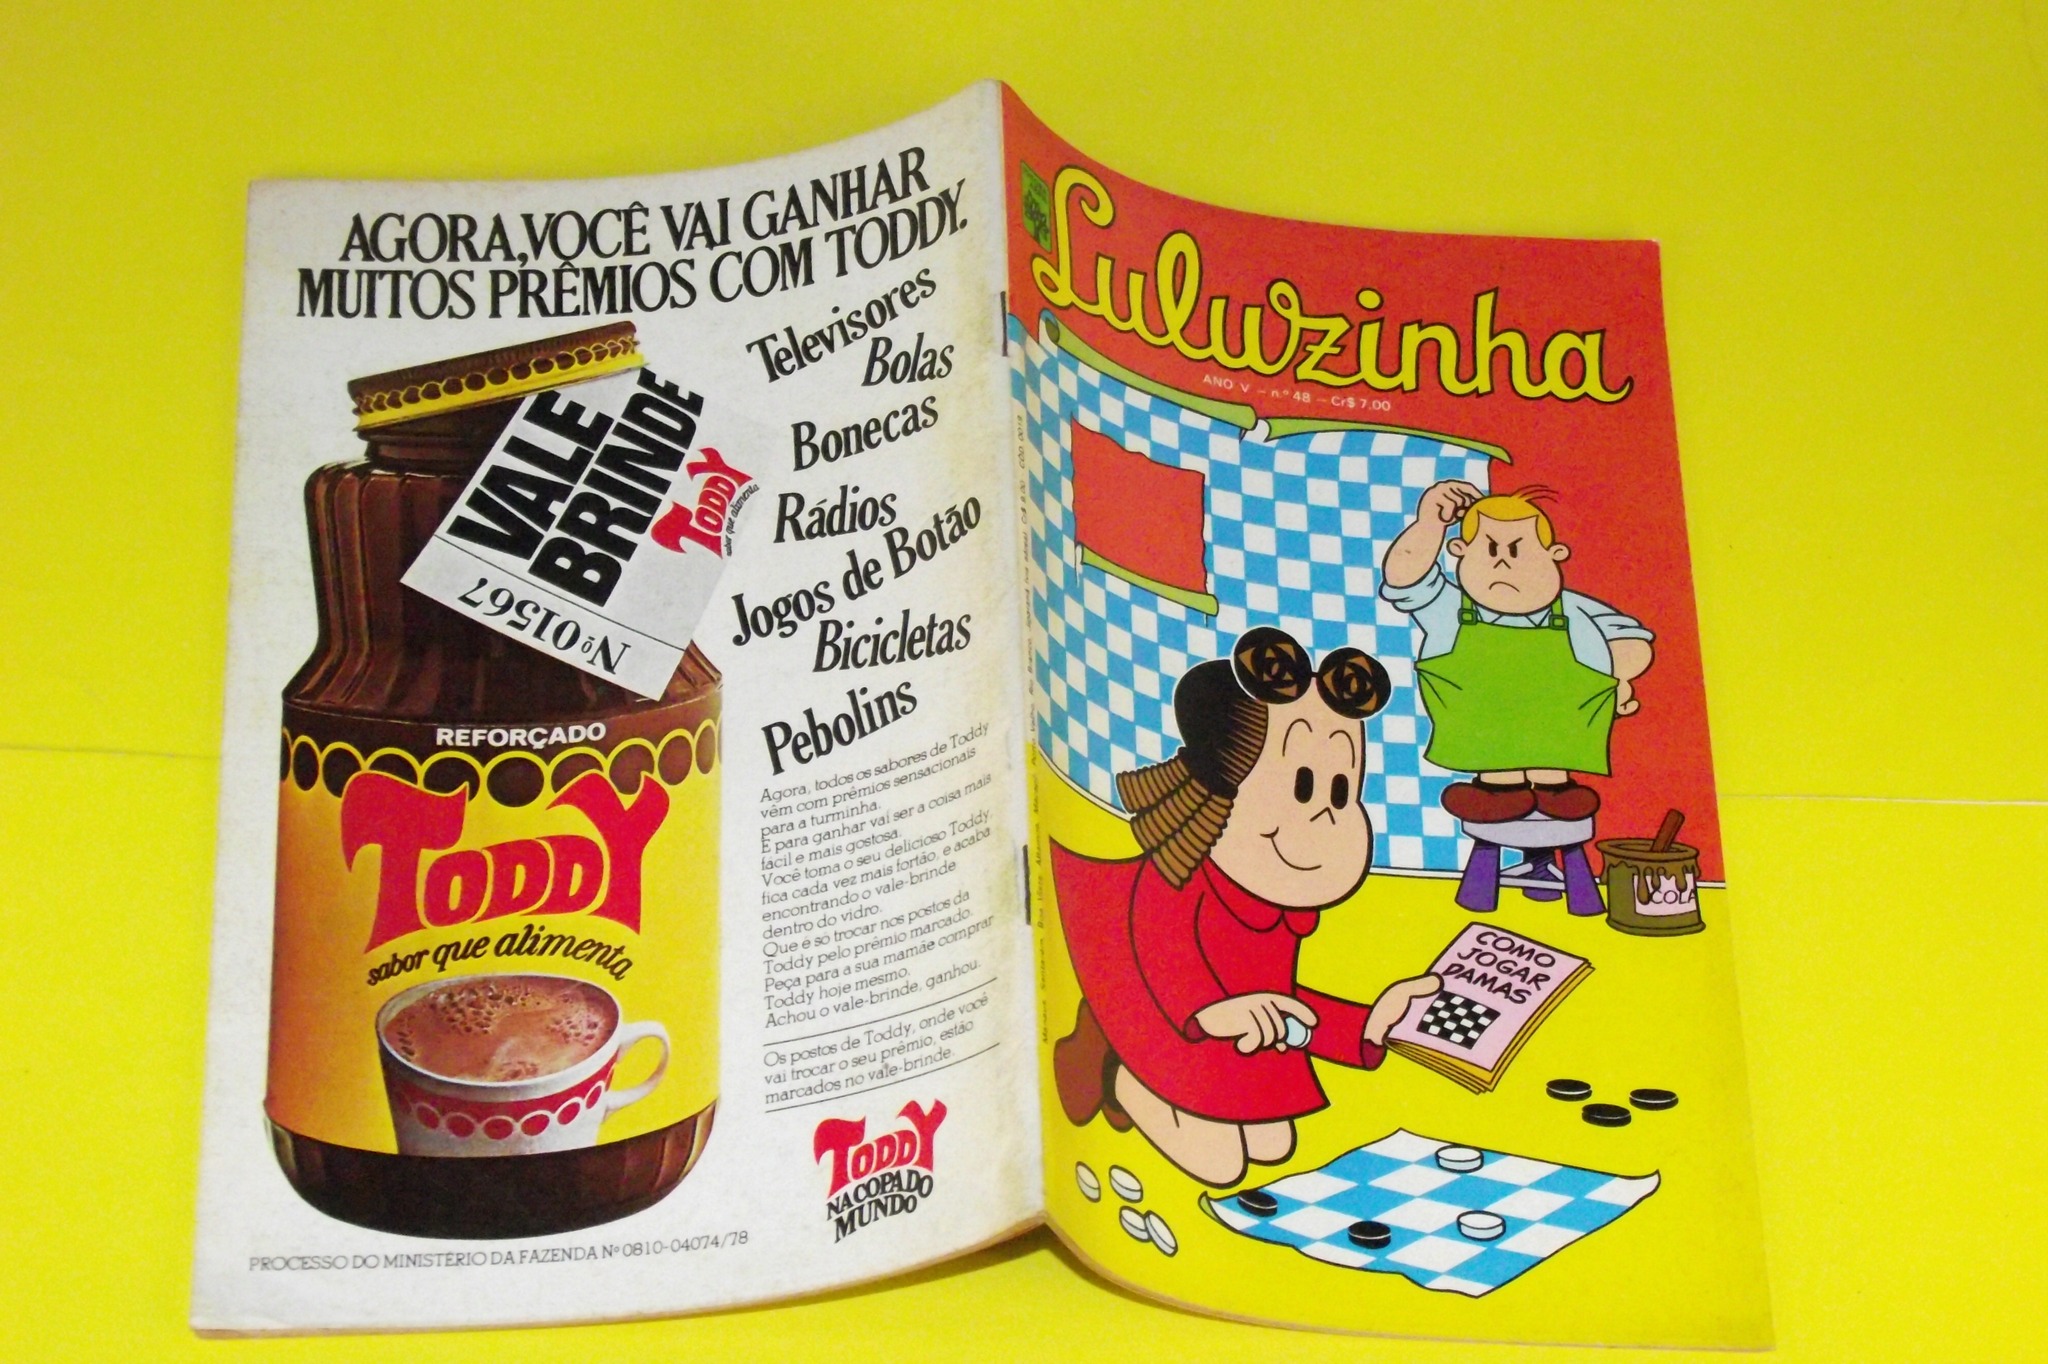 AGORA, VOCÊ VAI GANHAR
MUITOS PRÊMIOS COM TODDY.
Televisores
Bolas
Bonecas
Rádios
Jogos de Botão
Bicicletas
Pebolins
VALE
BRINDE
TODDY
sabor que alimenta
Nº 01567
REFORÇADO
TODDY
sabor que alimenta
Agora, todos os sabores de Toddy
vêm com prêmios sensacionais
para a turminha.
E para ganhar vai ser a coisa mais
fácil e mais gostosa.
Você toma o seu delicioso Toddy,
fica cada vez mais fortão, e acaba
encontrando o vale-brinde
dentro do vidro.
Que é só trocar nos postos da
Toddy pelo prêmio marcado.
Peça para a sua mamãe comprar
Toddy hoje mesmo.
Achou o vale-brinde, ganhou.
Os postos de Toddy, onde você
vai trocar o seu prêmio, estão
marcados no vale-brinde.
TODDY
NA COPA DO
MUNDO
PROCESSO DO MINISTÉRIO DA FAZENDA Nº 0810-04074/78
Luluzinha
ANO V - n.º 48 - Cr$ 7,00
COLA
COMO
JOGAR
DAMAS